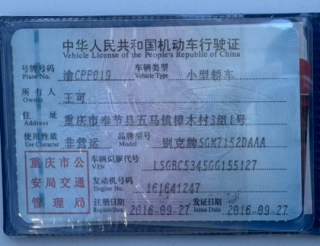 中华人民共和国机动车行驶证
Vehicle License of the People's Republic of China
号牌号码 渝CPP019 车辆类型 小型轿车
Plate No. Vehicle Type
所有人 王可
Owner
住址 重庆市奉节县五马镇樟木村3组1号
Address
使用性质 非营运 品牌型号 别克牌SGM7152DAAA
Use Character Model
重庆市公安局交通管理局
车辆识别代号 LSGBC5345GG155127
VIN
发动机号码 161641247
Engine No.
注册日期 2016-09-27 发证日期 2016-09-27
Register Date Issue Date